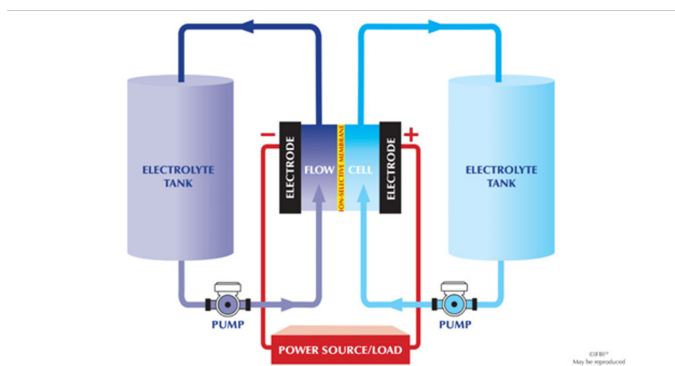 ELECTROLYTE
TANK
−
+
ELECTRODE
FLOW
ION-SELECTIVE MEMBRANE
CELL
ELECTRODE
ELECTROLYTE
TANK
PUMP
PUMP
POWER SOURCE/LOAD
May be reproduced